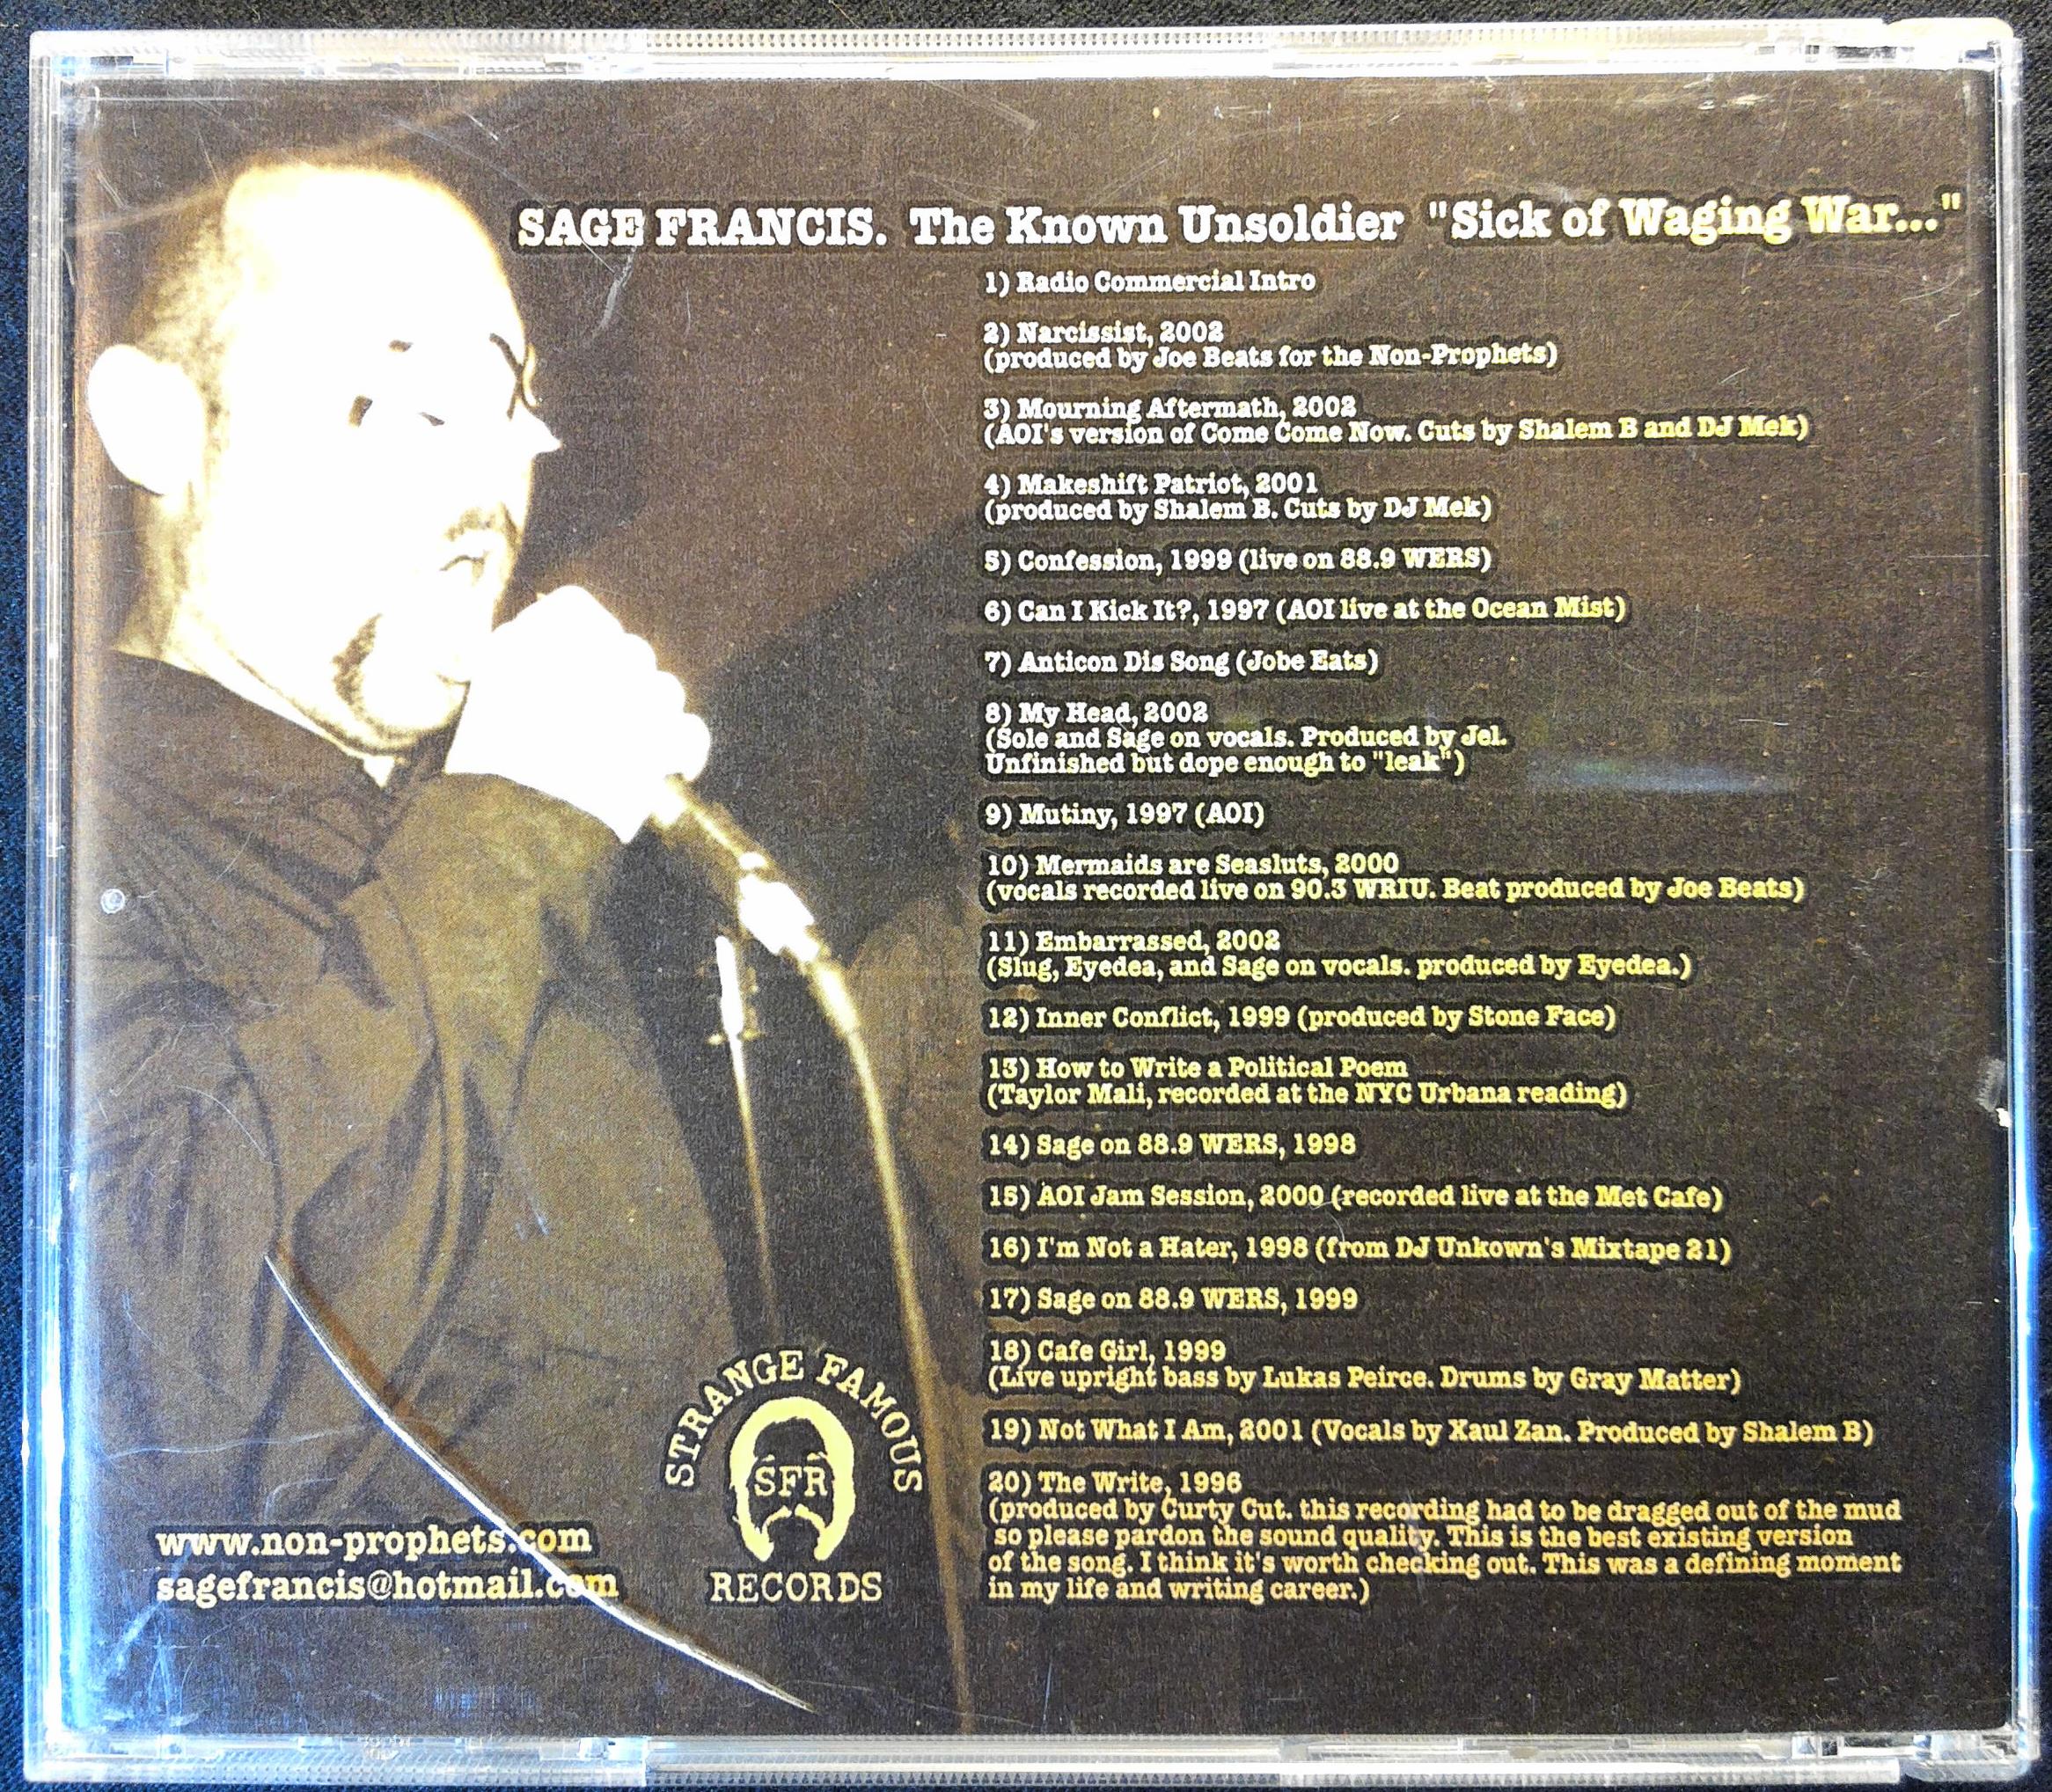 SAGE FRANCIS. The Known Unsoldier "Sick of Waging War..."
1) Radio Commercial Intro
2) Narcissist, 2002
(produced by Joe Beats for the Non-Prophets)
3) Mourning Aftermath, 2002
(AOI's version of Come Come Now. Cuts by Shalem B and DJ Mek)
4) Makeshift Patriot, 2001
(produced by Shalem B. Cuts by DJ Mek)
5) Confession, 1999 (live on 88.9 WERS)
6) Can I Kick It?, 1997 (AOI live at the Ocean Mist)
7) Anticon Dis Song (Jobe Eats)
8) My Head, 2002
(Sole and Sage on vocals. Produced by Jel.
Unfinished but dope enough to "leak")
9) Mutiny, 1997 (AOI)
10) Mermaids are Seasluts, 2000
(vocals recorded live on 90.3 WRIU. Beat produced by Joe Beats)
11) Embarrassed, 2002
(Slug, Eyedea, and Sage on vocals. produced by Eyedea.)
12) Inner Conflict, 1999 (produced by Stone Face)
13) How to Write a Political Poem
(Taylor Mali, recorded at the NYC Urbana reading)
14) Sage on 88.9 WERS, 1998
15) AOI Jam Session, 2000 (recorded live at the Met Cafe)
16) I'm Not a Hater, 1998 (from DJ Unkown's Mixtape 21)
17) Sage on 88.9 WERS, 1999
18) Cafe Girl, 1999
(Live upright bass by Lukas Peirce. Drums by Gray Matter)
19) Not What I Am, 2001 (Vocals by Xaul Zan. Produced by Shalem B)
20) The Write, 1996
(produced by Curty Cut. this recording had to be dragged out of the mud
so please pardon the sound quality. This is the best existing version
of the song. I think it's worth checking out. This was a defining moment
in my life and writing career.)
STRANGE FAMOUS
SFR
RECORDS
www.non-prophets.com
sagefrancis@hotmail.com